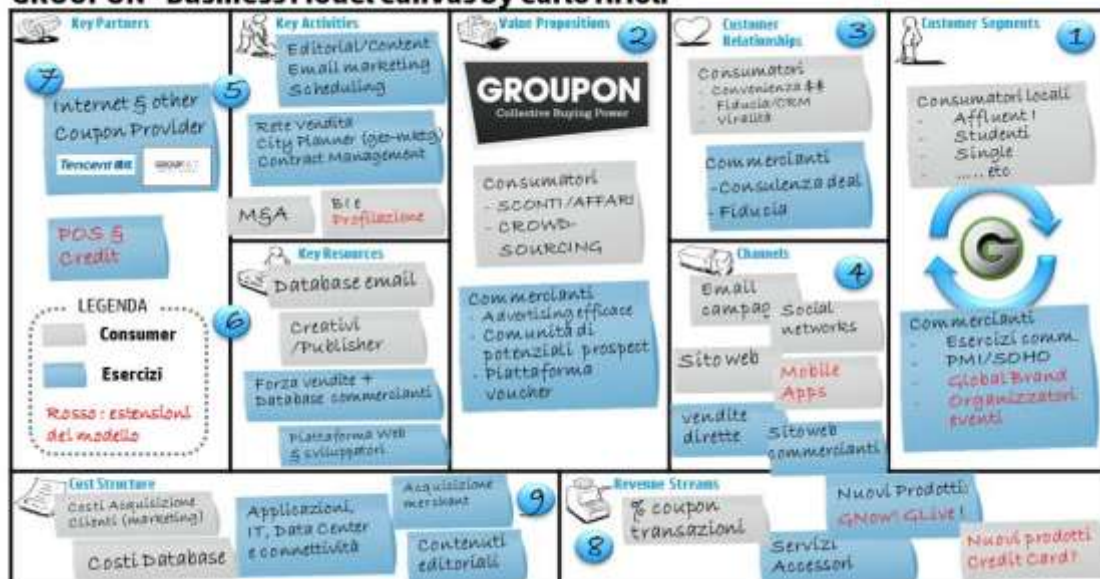 GROUPON - Business Model Canvas by Carlo Arioli
Key Partners
7
Internet & other
Coupon Provider
Tencent
POS &
Credit
LEGENDA
Consumer
Esercizi
Rosso: estensioni
del modello
Key Activities
5
Editorial/Content
Email marketing
Scheduling
Rete vendita
City Planner (geo-mktg)
Contract Management
M&A
BI e
Profilazione
Key Resources
6
Database email
Creativi
/Publisher
Forza vendite +
Database commercianti
Piattaforma Web
& sviluppatori
Value Propositions
2
GROUPON
Collective Buying Power
Consumatori
- SCONTI/AFFARI
- CROWD-
SOURCING
Commercianti
- Advertising efficace
- Comunità di
potenziali prospect
- Piattaforma
voucher
Customer
Relationships
3
Consumatori
- Convenienza $$
- Fiducia/CRM
- Viralità
Commercianti
- Consulenza deal
- Fiducia
Channels
4
Email
campag
Social
networks
Sito web
Mobile
Apps
vendite
dirette
Sitoweb
commercianti
Customer Segments
1
Consumatori locali
- Affluent!
- Studenti
- Single
- ..... etc
G
Commercianti
- Esercizi comm.
- PMI/SOHO
- Global Brand
- Organizzatori
eventi
Cost Structure
9
Costi Acquisizione
Clienti (marketing)
Costi Database
Applicazioni,
IT, Data Center
e connettività
Acquisizione
merchant
Contenuti
editoriali
Revenue Streams
8
% coupon
transazioni
Servizi
Accessori
Nuovi Prodotti:
GNow! GLive!
Nuovi prodotti
Credit Card?